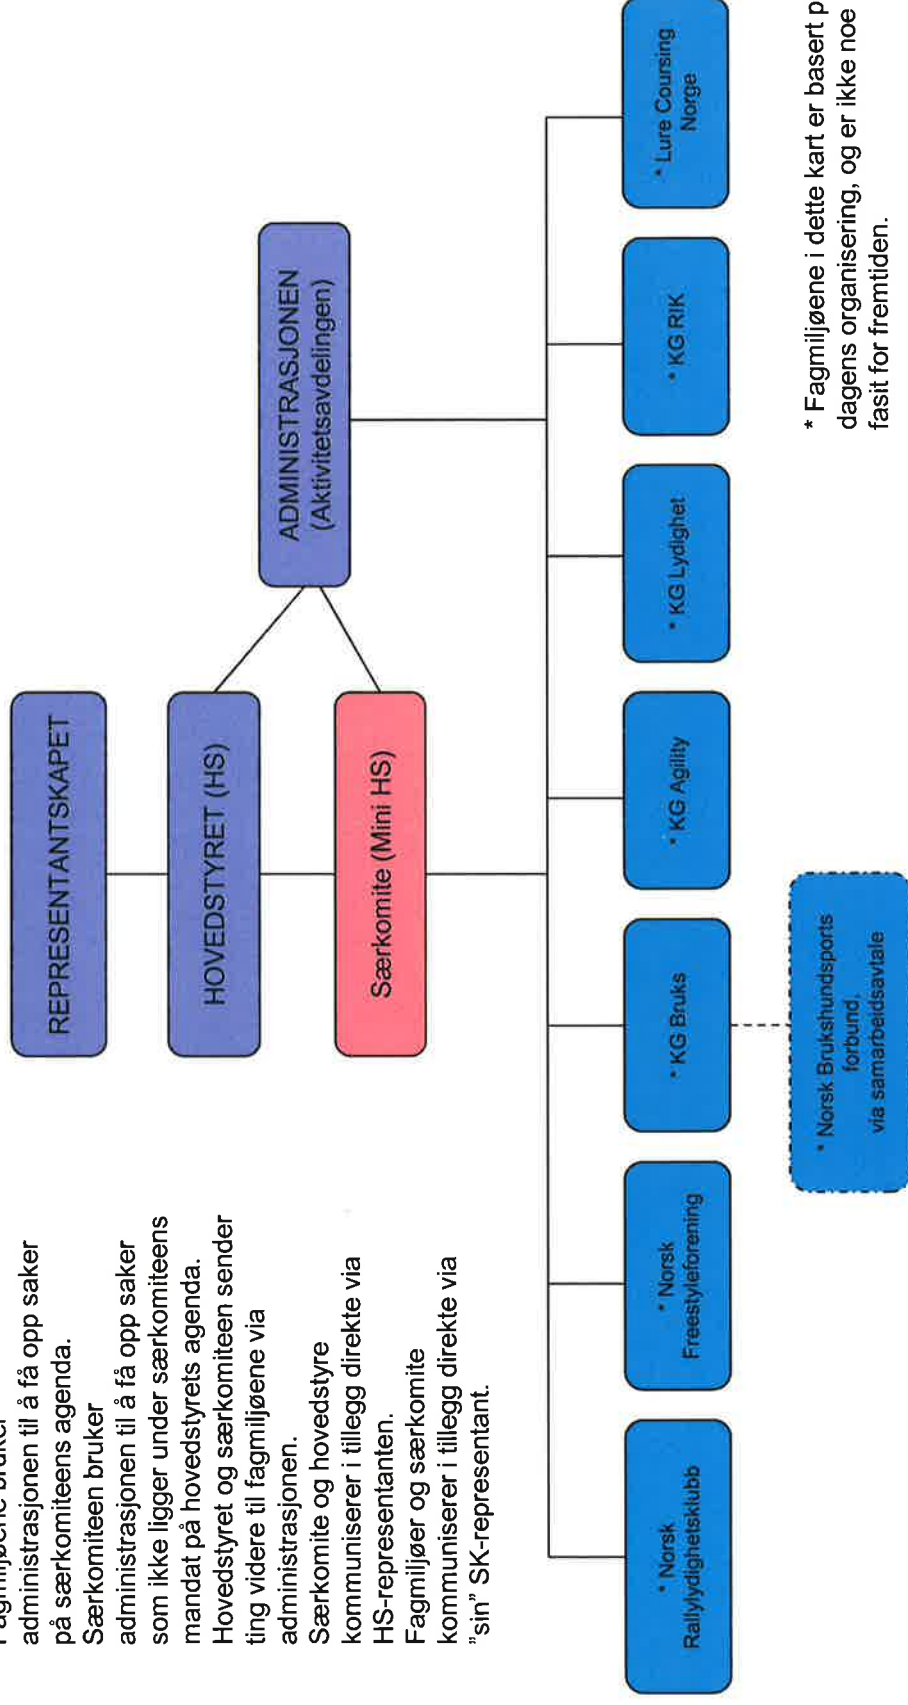 Fagmiljøene bruker
administrasjonen til å få opp saker
på særkomiteens agenda.
Særkomiteen bruker
administrasjonen til å få opp saker
som ikke ligger under særkomiteens
mandat på hovedstyrets agenda.
Hovedstyret og særkomiteen sender
ting videre til fagmiljøene via
administrasjonen.
Særkomite og hovedstyre
kommuniserer i tillegg direkte via
HS-representanten.
Fagmiljøer og særkomite
kommuniserer i tillegg direkte via
"sin" SK-representant.
REPRESENTANTSKAPET
HOVEDSTYRET (HS)
Særkomite (Mini HS)
ADMINISTRASJONEN
(Aktivitetsavdelingen)
* Norsk
Rallylydighetsklubb
* Norsk
Freestyleforening
* KG Bruks
* KG Agility
* KG Lydighet
* KG RIK
* Lure Coursing
Norge
* Norsk Brukshundsports
forbund,
via samarbeidsavtale
* Fagmiljøene i dette kart er basert p
dagens organisering, og er ikke noe
fasit for fremtiden.